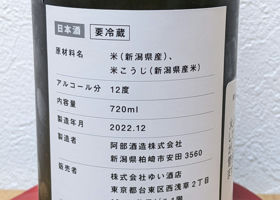 日本酒 要冷蔵
原材料名 米（新潟県産）、
米こうじ（新潟県産米）
アルコール分 12度
内容量 720ml
製造年月 2022.12
製造者 阿部酒造株式会社
新潟県柏崎市安田3560
販売者 株式会社ゆい酒店
東京都台東区西浅草2丁目